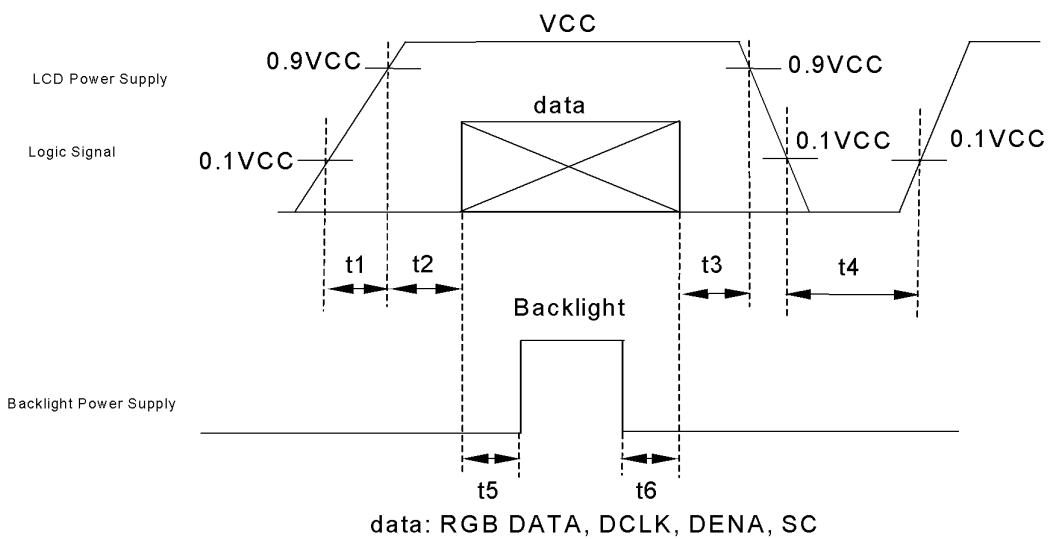 VCC
0.9VCC
0.9VCC
LCD Power Supply
data
Logic Signal
0.1VCC
0.1VCC
0.1VCC
t1
t2
t3
t4
Backlight
Backlight Power Supply
t5
t6
data: RGB DATA, DCLK, DENA, SC